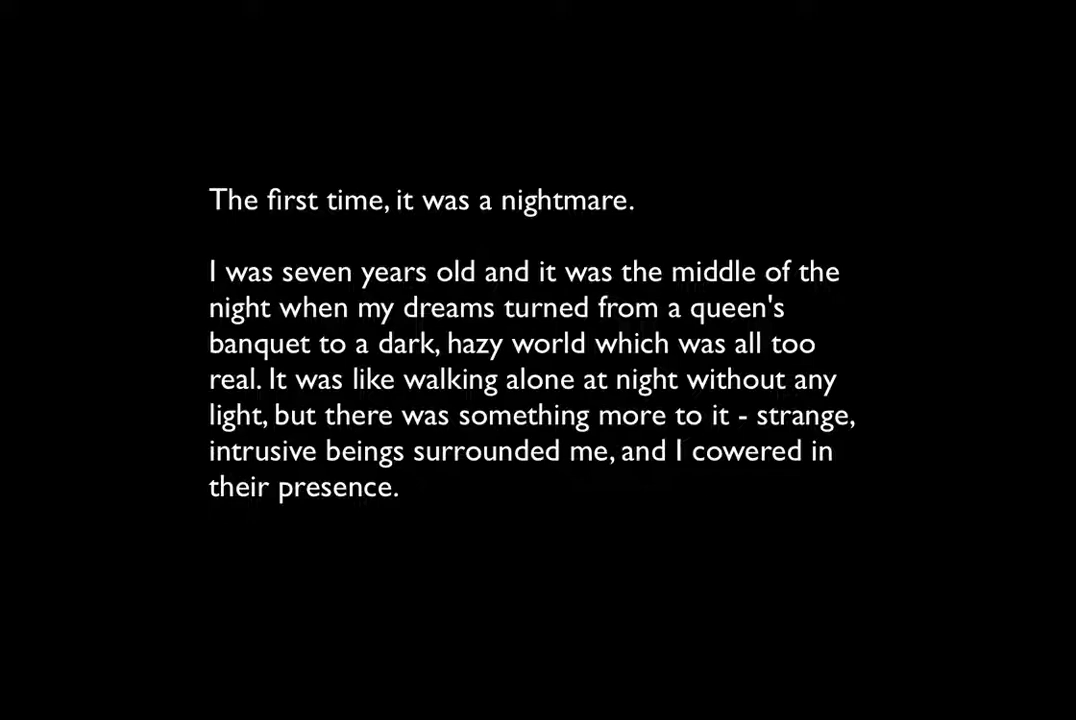 The first time, it was a nightmare.
I was seven years old and it was the middle of the
night when my dreams turned from a queen's
banquet to a dark, hazy world which was all too
real. It was like walking alone at night without any
light, but there was something more to it - strange,
intrusive beings surrounded me, and I cowered in
their presence.